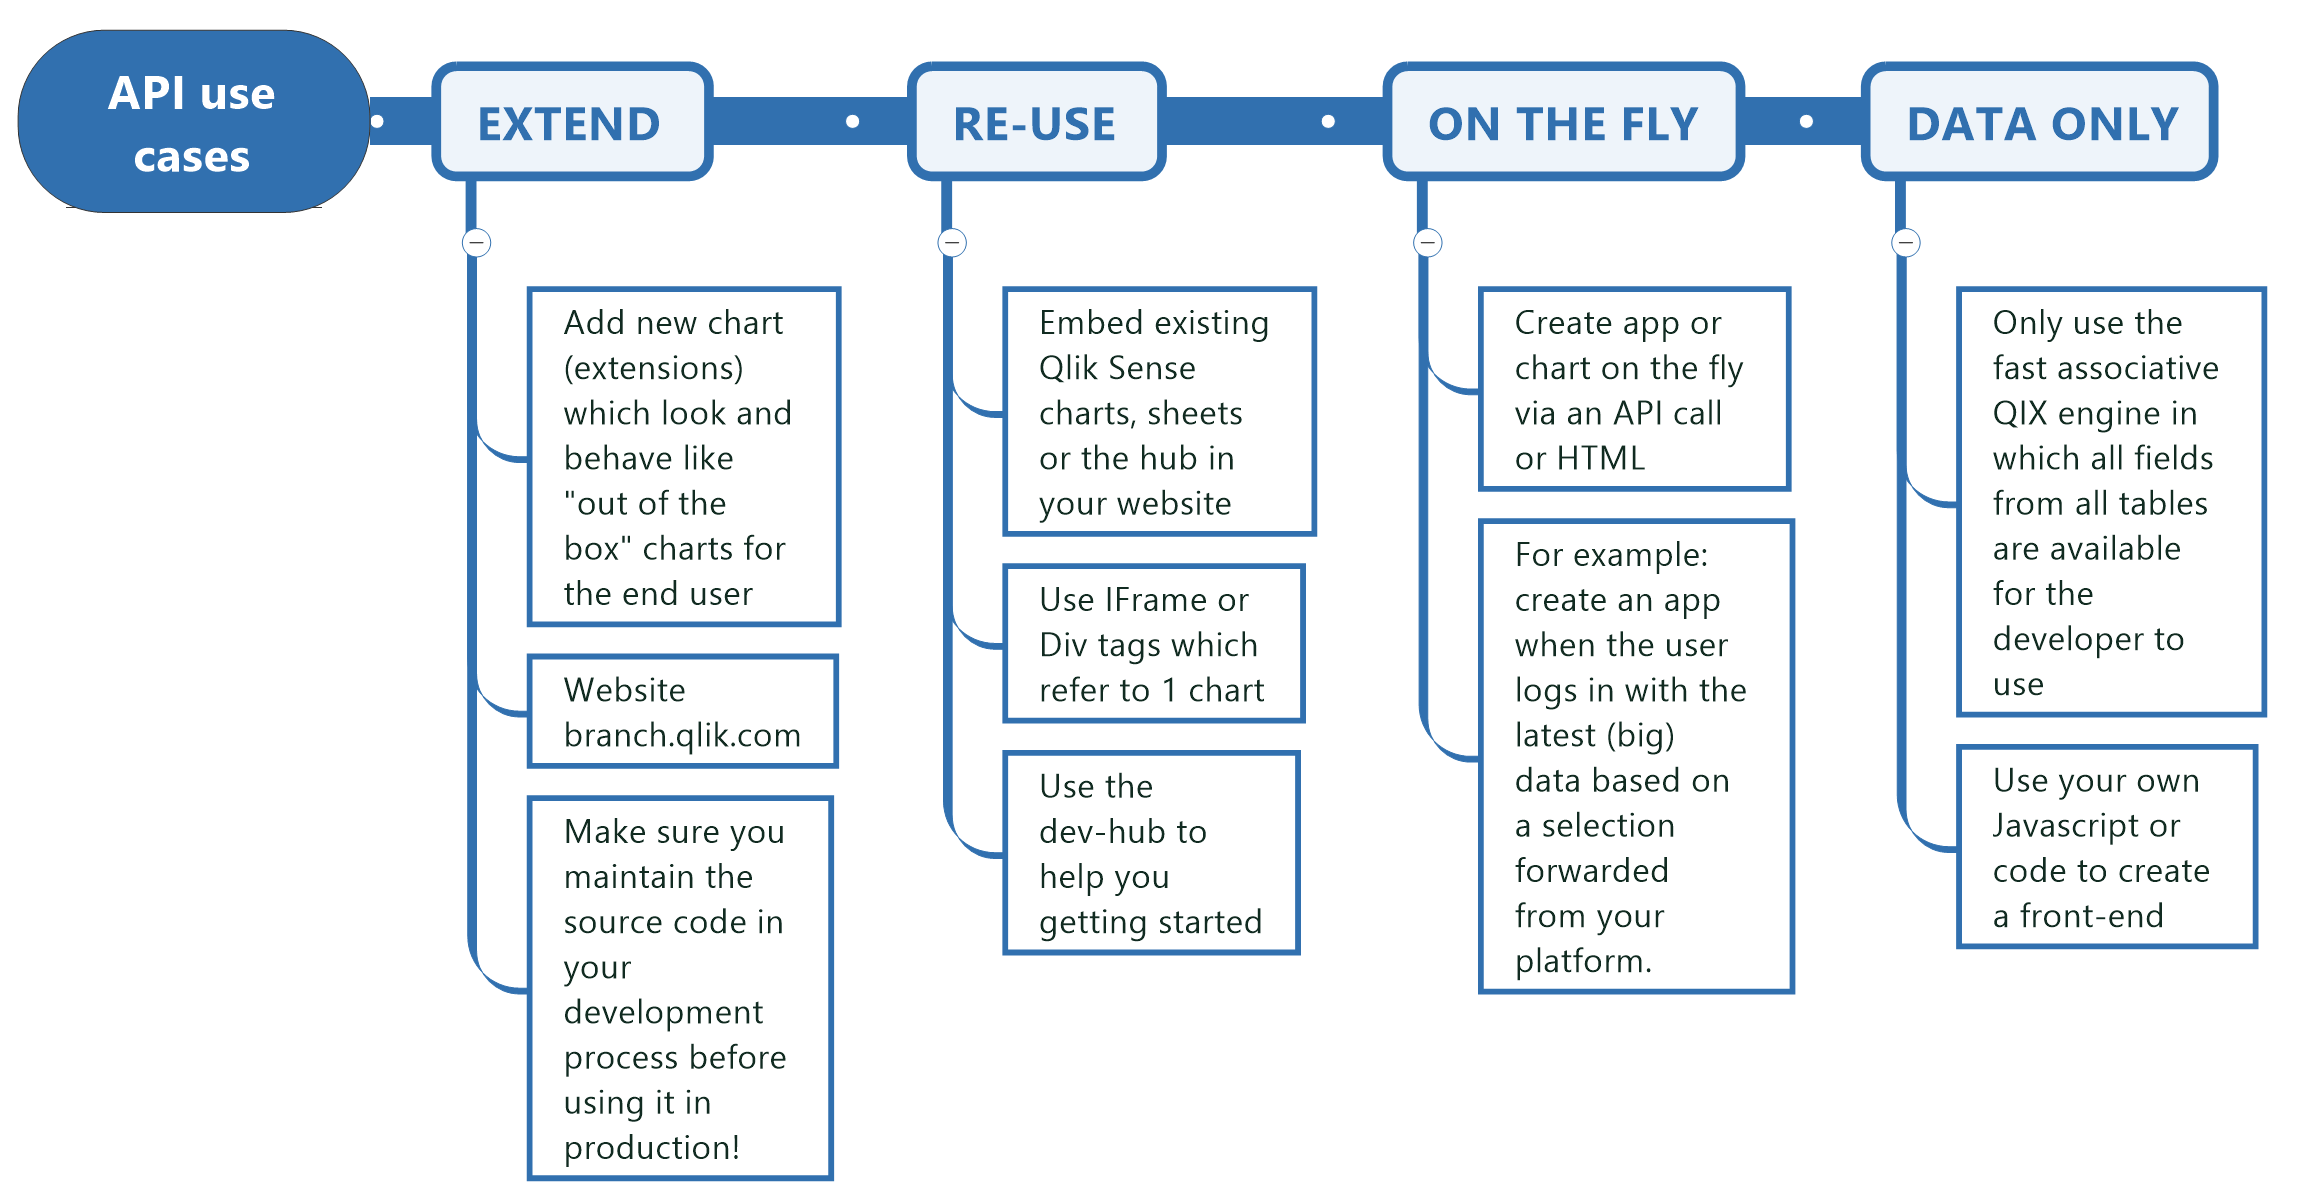 API use
cases
EXTEND
Add new chart
(extensions)
which look and
behave like
"out of the
box" charts for
the end user
Website
branch.qlik.com
Make sure you
maintain the
source code in
your
development
process before
using it in
production!
RE-USE
Embed existing
Qlik Sense
charts, sheets
or the hub in
your website
Use IFrame or
Div tags which
refer to 1 chart
Use the
dev-hub to
help you
getting started
ON THE FLY
Create app or
chart on the fly
via an API call
or HTML
For example:
create an app
when the user
logs in with the
latest (big)
data based on
a selection
forwarded
from your
platform.
DATA ONLY
Only use the
fast associative
QIX engine in
which all fields
from all tables
are available
for the
developer to
use
Use your own
Javascript or
code to create
a front-end